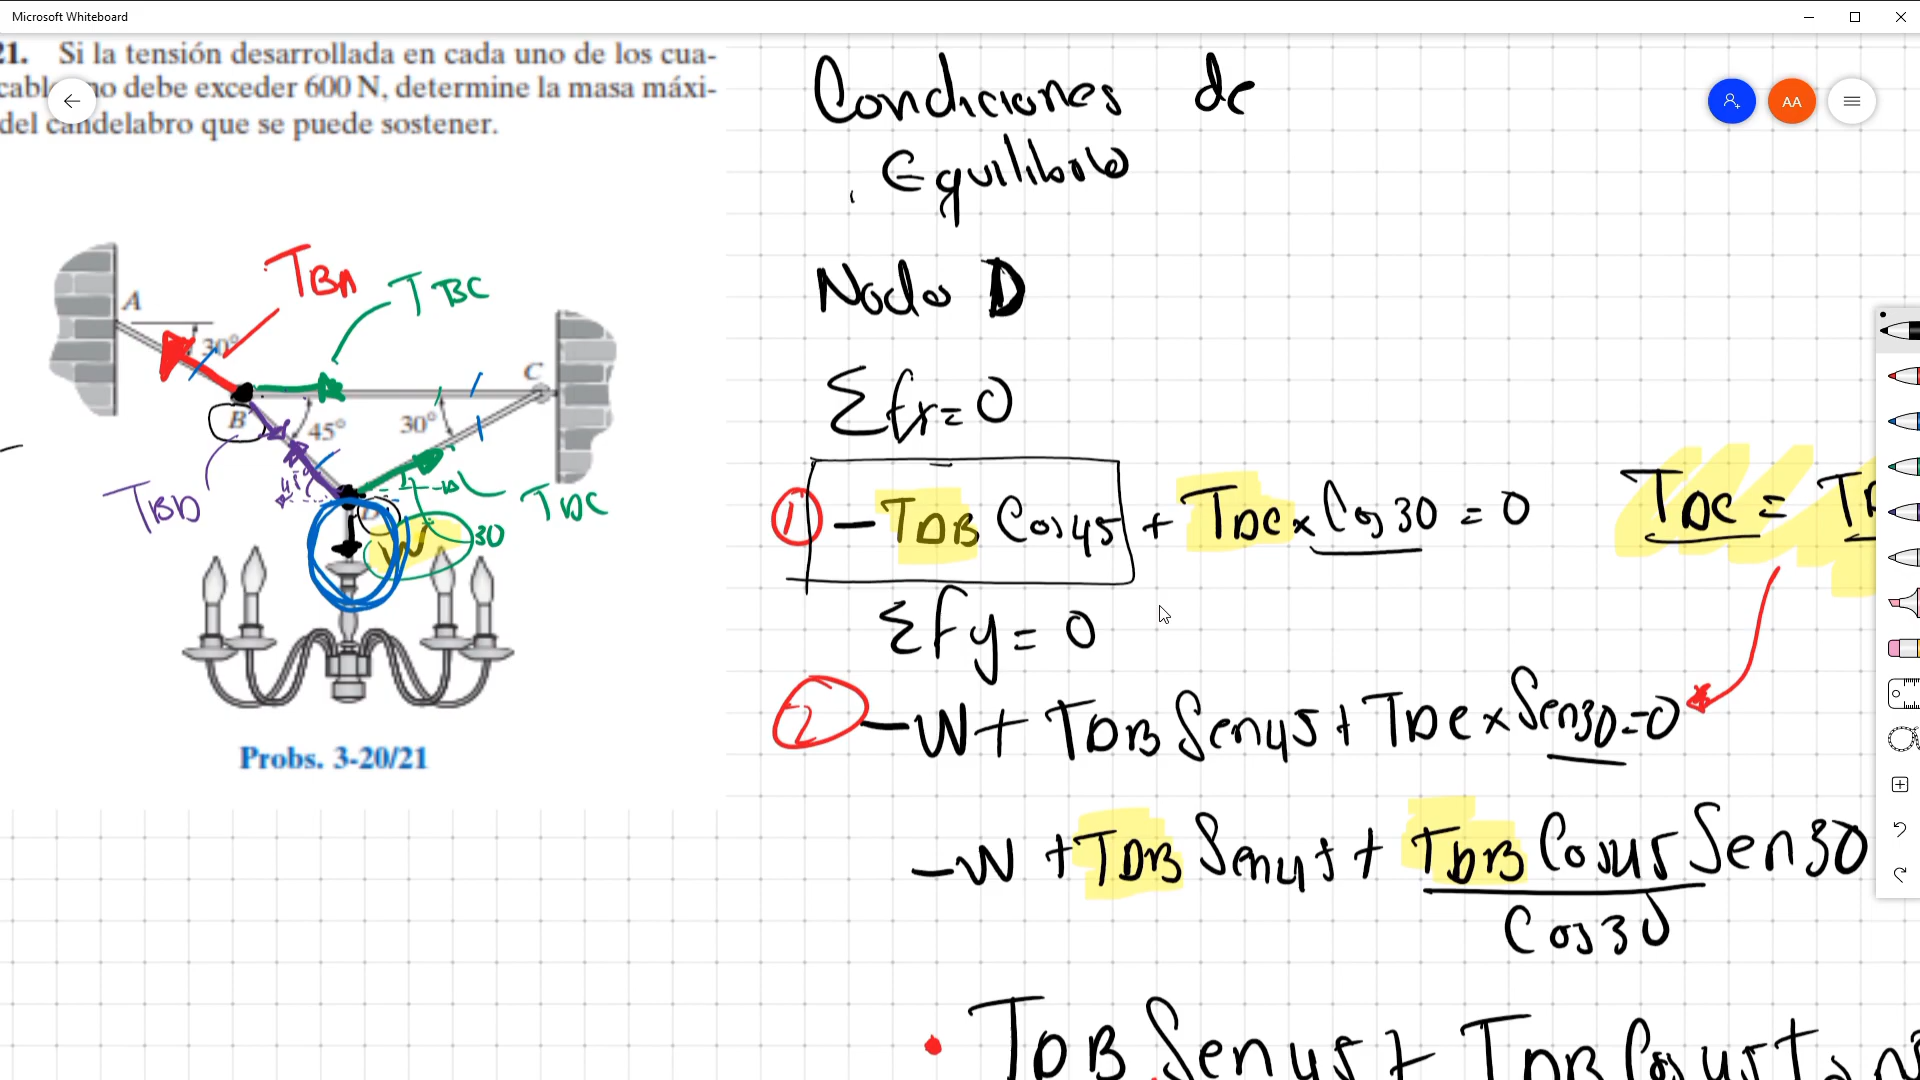 Microsoft Whiteboard
21. Si la tensión desarrollada en cada uno de los cua-
no debe exceder 600 N, determine la masa máxi-
del candelabro que se puede sostener.
AA
Condiciones de
Equilibrio
Nodo D
TBA
TBC
A
30°
C
B
45°
30°
ΣFx=0
TBD
45°
D
TDC
W
30
① -TDB Cos45 + TDC x Cos30 = 0
TDC =
ΣFy=0
② -W+ TDB Sen45 + TDC x Sen30=0
Probs. 3-20/21
-W + TDB Sen45 + TDB Cos45 Sen30
Cos30
TDB Sen45 + TDB Cos45